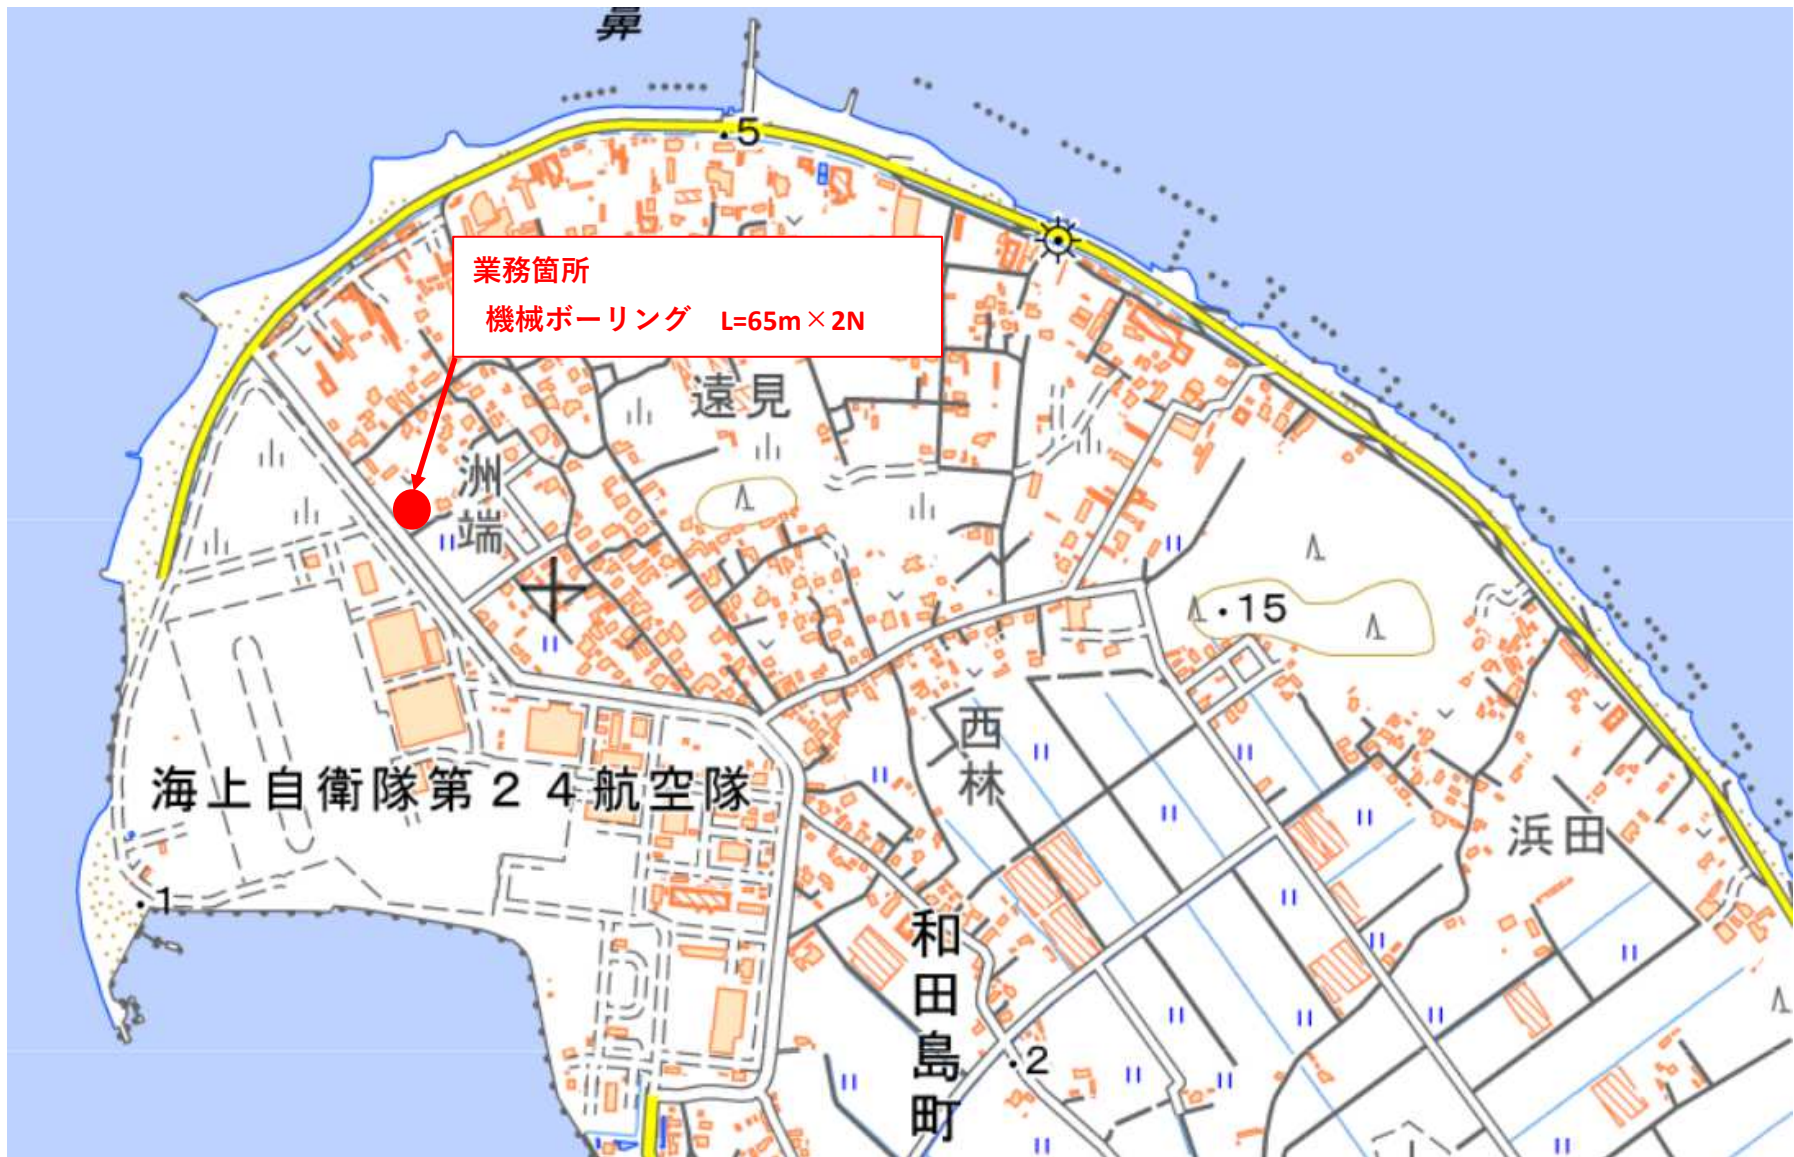 鼻
5
業務箇所
機械ボーリング L=65m×2N
遠見
洲端
15
西林
海上自衛隊第24航空隊
浜田
1
和田島町
2